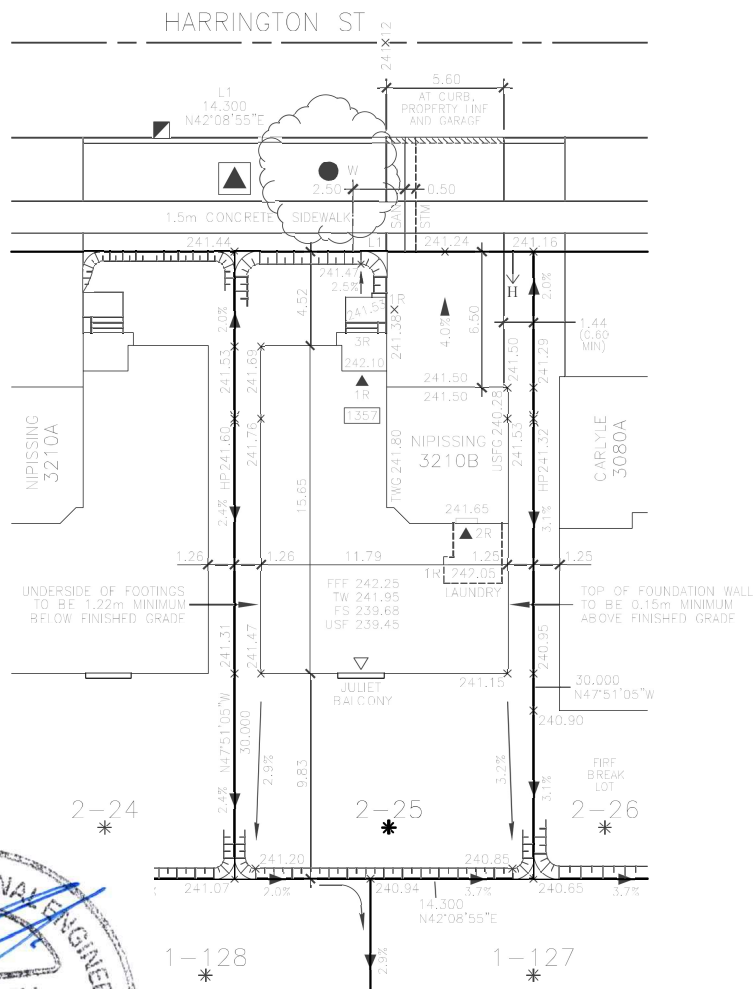 HARRINGTON ST
241.12
L1
14.300
N42°08'55"E
5.60
AT CURB,
PROPERTY LINE
AND GARAGE
W
2.50
0.50
SAN
STM
1.5m CONCRETE SIDEWALK
241.44
L1
241.24
241.16
241.47
2.5%
H
2.0%
2.0%
4.52
241.53
1R
241.38
4.0%
6.50
1.44
(0.60
MIN)
3R
242.10
241.53
241.69
241.50
241.29
1R
1357
241.50
241.50
NIPISSING
3210A
HP241.60
241.76
TWG 241.80
NIPISSING
3210B
USFG 240.28
241.53
HP241.32
CARLYLE
3080A
15.65
2.4%
241.65
2R
3.1%
1.26
1.26
11.79
1.25
1.25
1R
242.05
LAUNDRY
FFF 242.25
TW 241.95
FS 239.68
USF 239.45
UNDERSIDE OF FOOTINGS
TO BE 1.22m MINIMUM
BELOW FINISHED GRADE
TOP OF FOUNDATION WALL
TO BE 0.15m MINIMUM
ABOVE FINISHED GRADE
241.31
241.47
240.95
241.15
JULIET
BALCONY
30.000
N47°51'05"W
240.90
N47°51'05"W
30.000
2.9%
9.83
3.2%
FIRE
BREAK
LOT
2.4%
3.1%
2-24
2-25
2-26
241.20
240.85
241.07
2.0%
240.94
3.7%
240.65
3.7%
14.300
N42°08'55"E
1-128
1-127
2.9%
ENGINEER